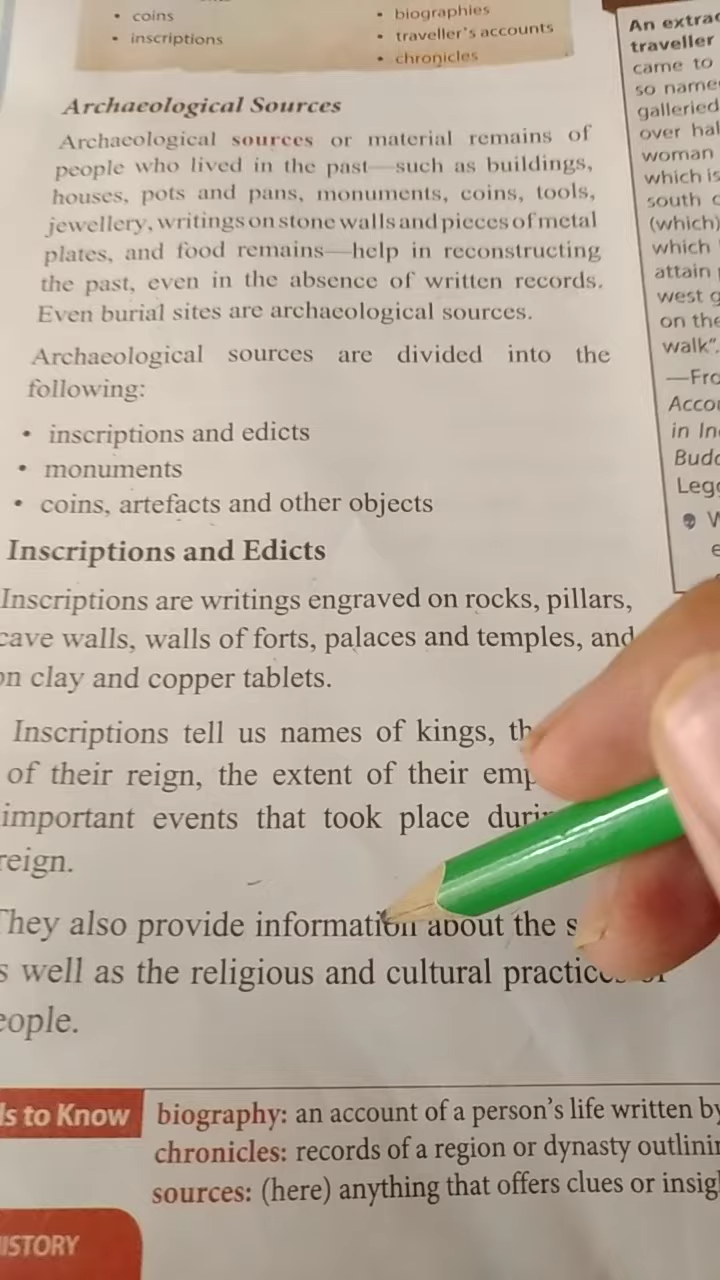 • coins
• inscriptions
• biographies
• traveller's accounts
• chronicles
Archaeological Sources
Archaeological sources or material remains of
people who lived in the past—such as buildings,
houses, pots and pans, monuments, coins, tools,
jewellery, writings on stone walls and pieces of metal
plates, and food remains—help in reconstructing
the past, even in the absence of written records.
Even burial sites are archaeological sources.
Archaeological sources are divided into the
following:
• inscriptions and edicts
• monuments
• coins, artefacts and other objects
Inscriptions and Edicts
Inscriptions are writings engraved on rocks, pillars,
cave walls, walls of forts, palaces and temples, and
on clay and copper tablets.
Inscriptions tell us names of kings,
of their reign, the extent of their
important events that took place
reign.
They also provide information about the
well as the religious and cultural
An
traveller
came to
so
galleried
over
woman
which is
south
(which)
which
attain
west
on the
walk".
in
to Know
biography: an account of a person's life written by
chronicles: records of a region or dynasty
sources: (here) anything that offers clues or